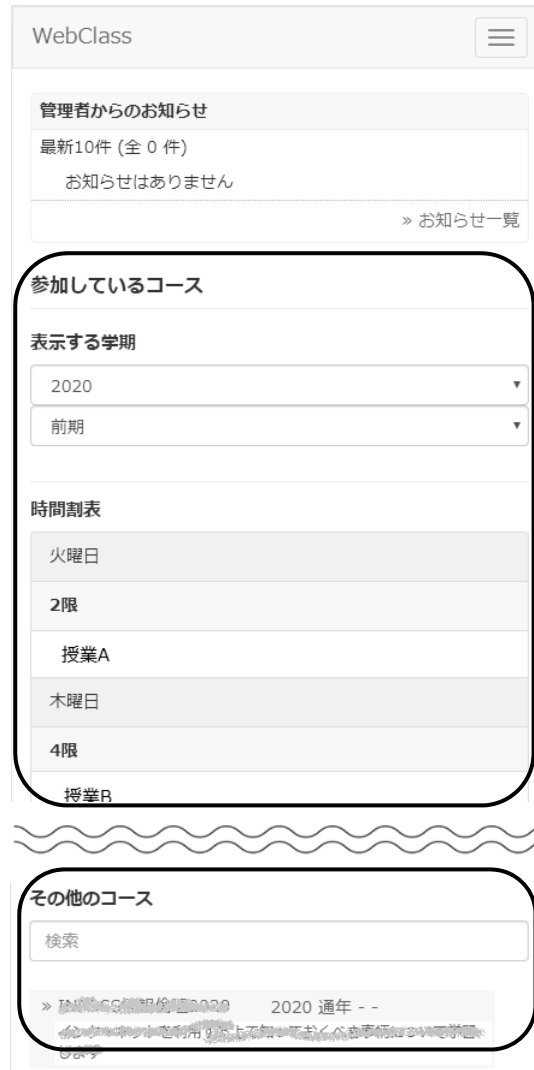 WebClass
管理者からのお知らせ
最新10件 (全 0 件)
お知らせはありません
» お知らせ一覧
参加しているコース
表示する学期
2020
前期
時間割表
火曜日
2限
授業A
木曜日
4限
授業B
その他のコース
検索
» 2020 通年 - -